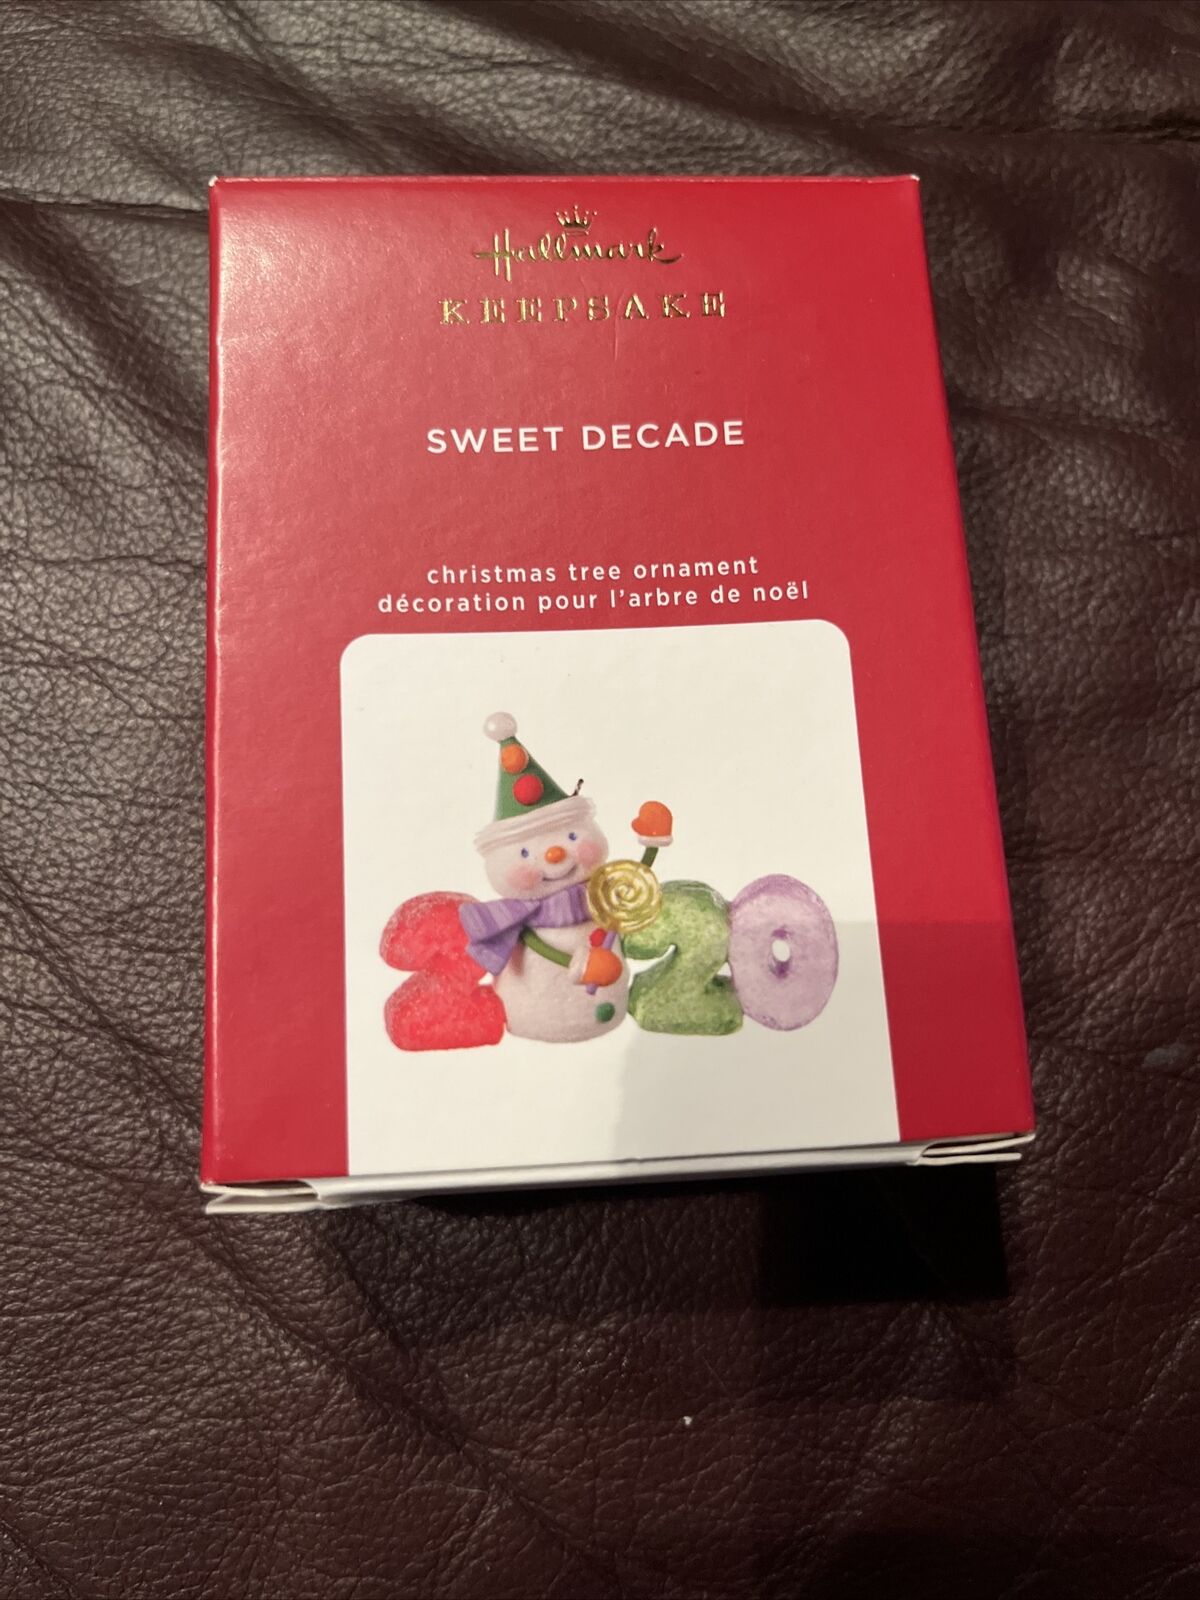 Hallmark
KEEPSAKE
SWEET DECADE
christmas tree ornament
décoration pour l'arbre de noël
2020